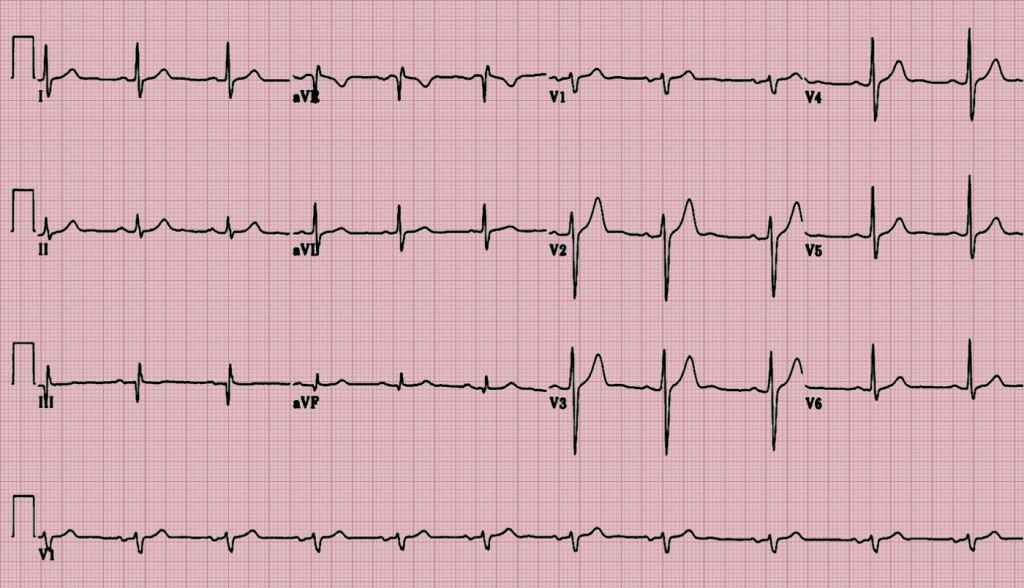 I aVR V1 V4
II aVL V2 V5
III aVF V3 V6
V1